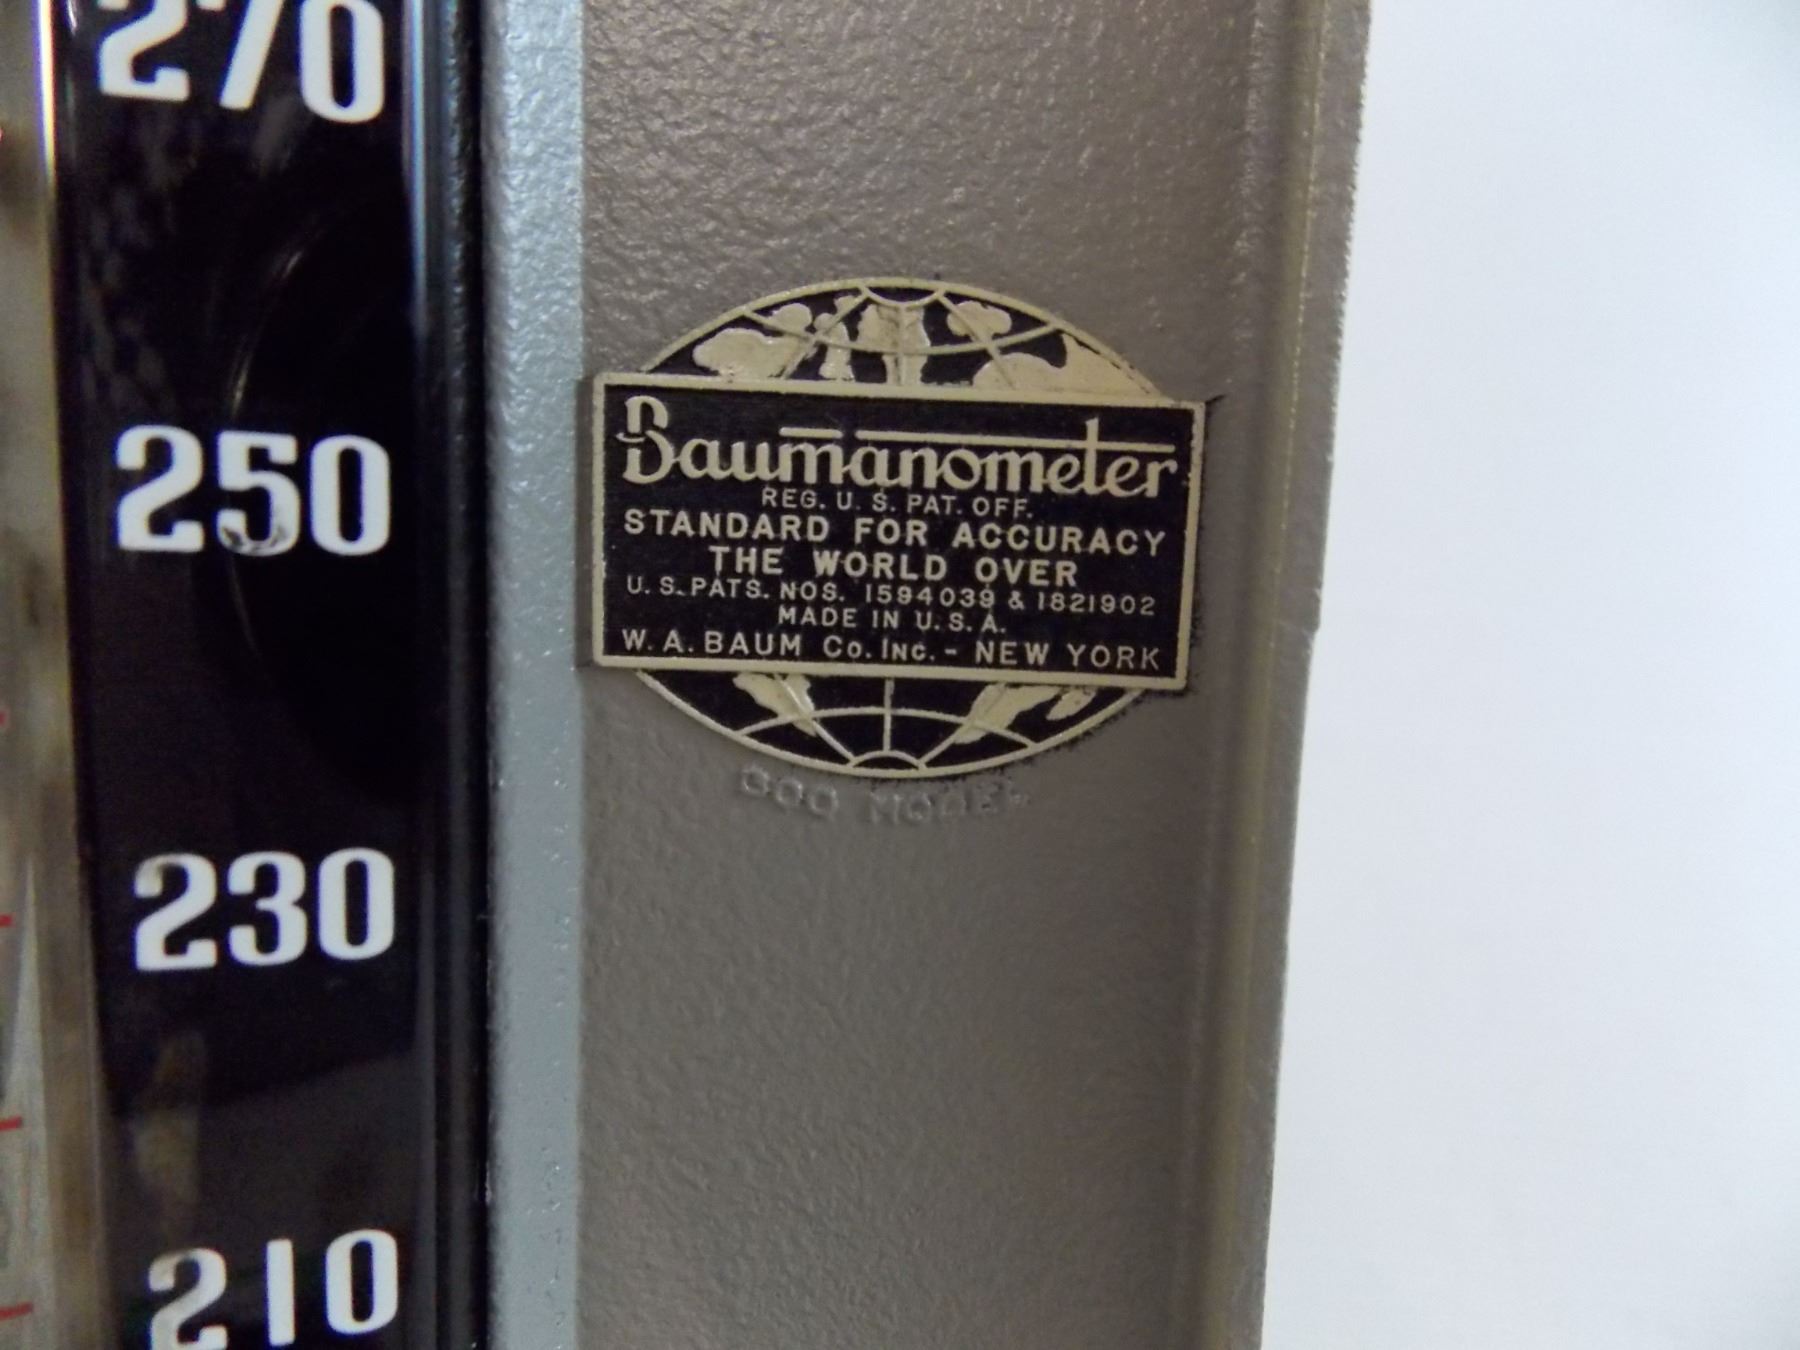 270
250
230
210
Baumanometer
REG. U. S. PAT. OFF.
STANDARD FOR ACCURACY
THE WORLD OVER
U. S. PATS. NOS. 1594039 & 1821902
MADE IN U. S. A.
W. A. BAUM Co. INC. - NEW YORK
MODEL